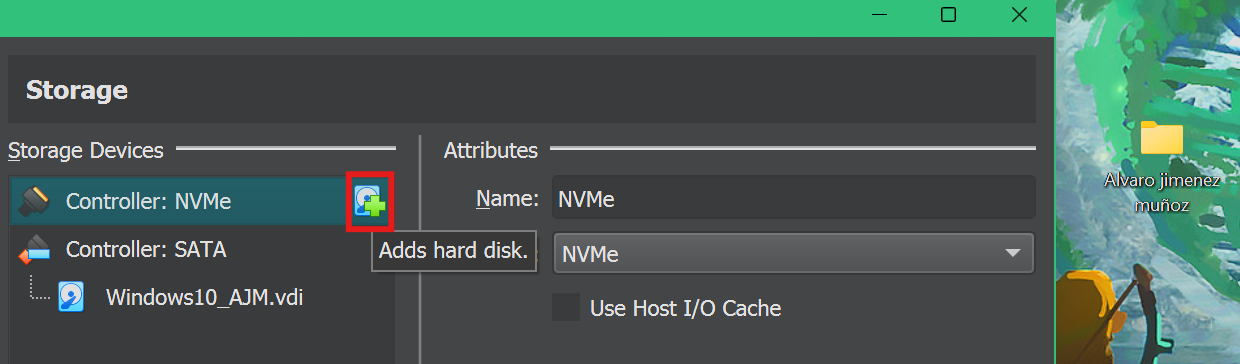 Storage
Storage Devices
Attributes
Controller: NVMe
Name:
NVMe
Controller: SATA
Adds hard disk.
NVMe
Windows10_AJM.vdi
Use Host I/O Cache
Alvaro jimenez
muñoz